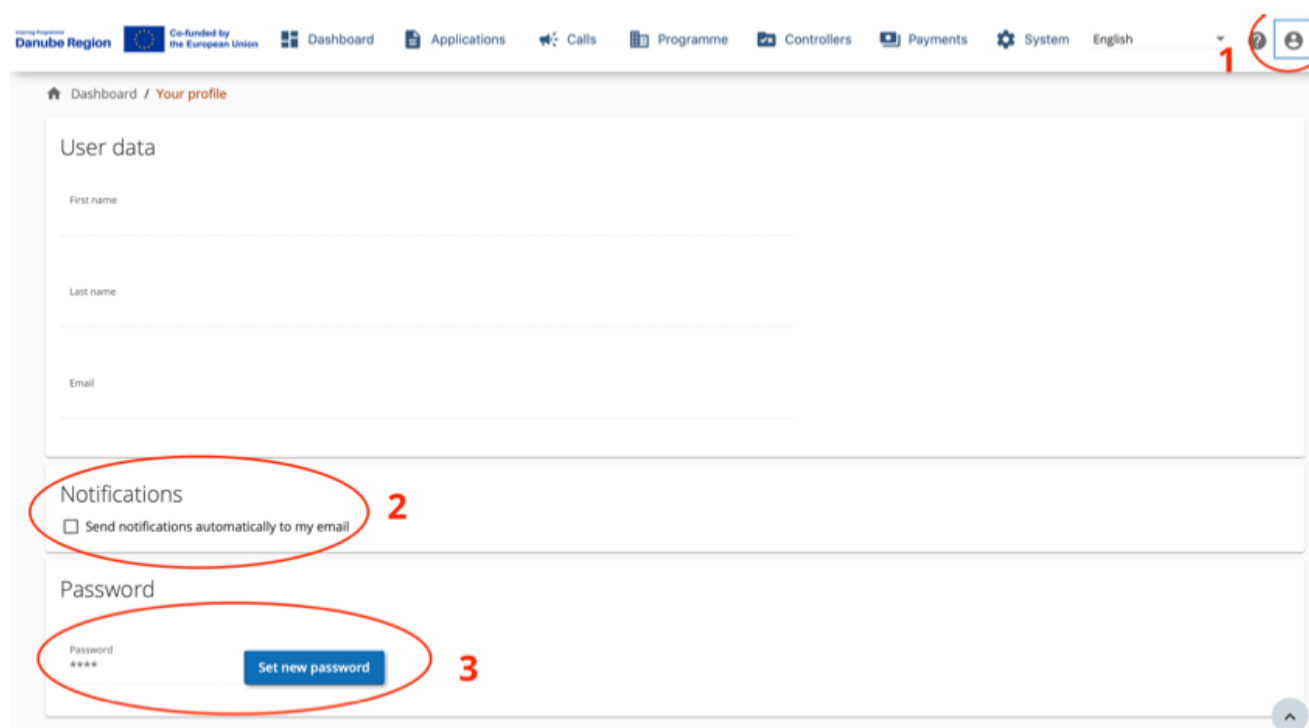 Interreg Programme
Danube Region
Co-funded by
the European Union
Dashboard
Applications
Calls
Programme
Controllers
Payments
System
English
1
Dashboard / Your profile
User data
First name
Last name
Email
Notifications
Send notifications automatically to my email
2
Password
Password
****
Set new password
3